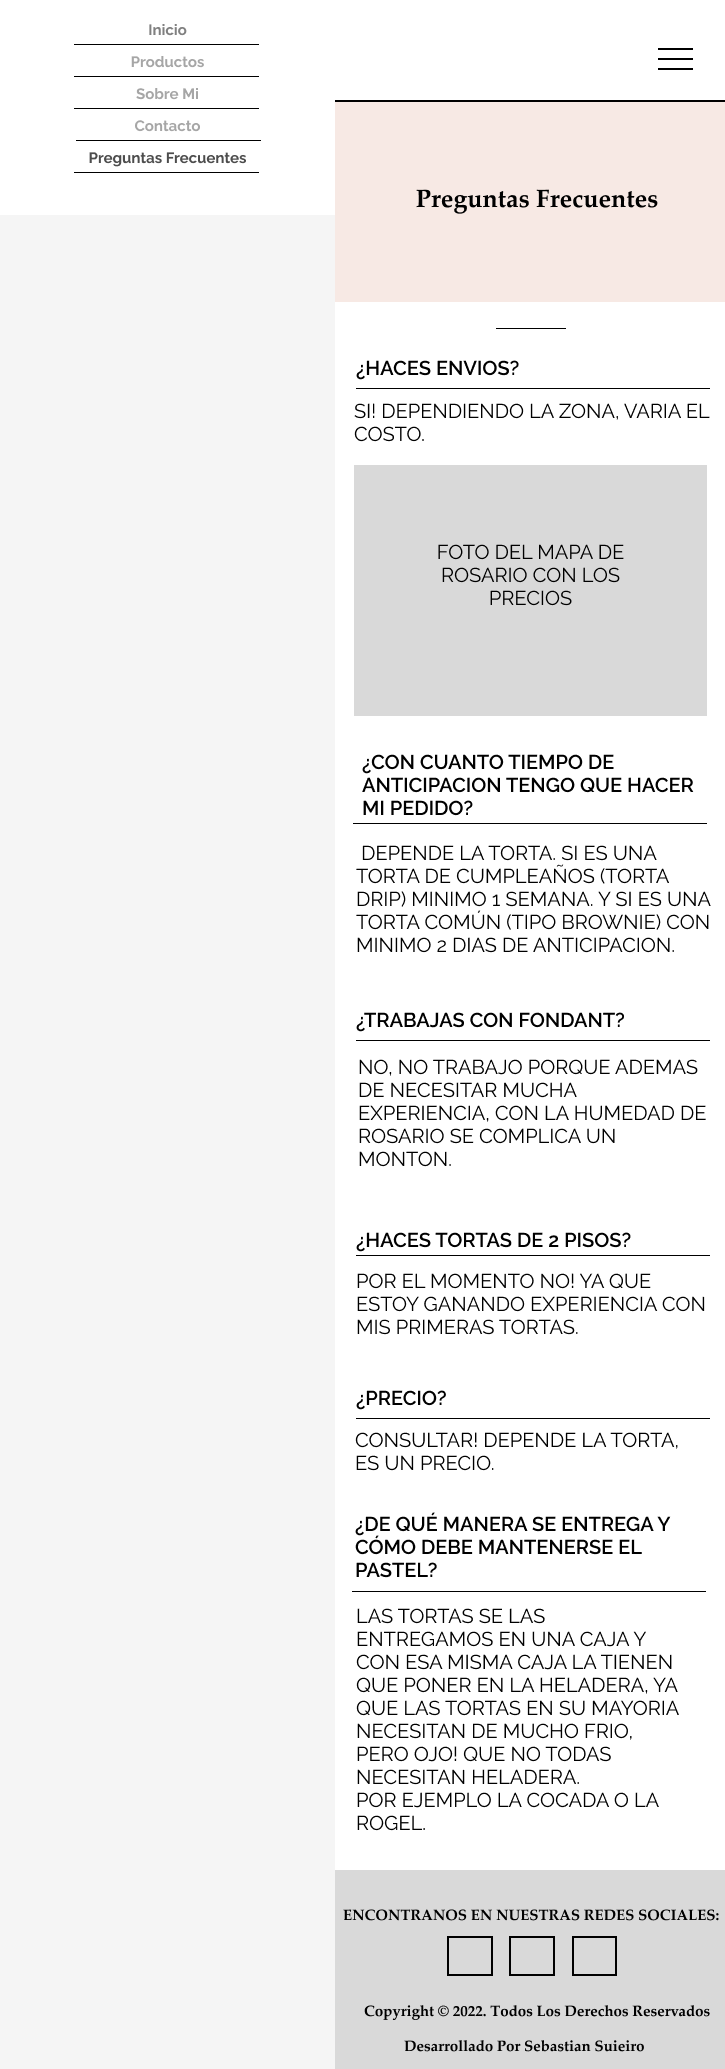 Inicio
Productos
Sobre Mi
Contacto
Preguntas Frecuentes
Preguntas Frecuentes
¿HACES ENVIOS?
SI! DEPENDIENDO LA ZONA, VARIA EL
COSTO.
FOTO DEL MAPA DE
ROSARIO CON LOS
PRECIOS
¿CON CUANTO TIEMPO DE
ANTICIPACION TENGO QUE HACER
MI PEDIDO?
DEPENDE LA TORTA. SI ES UNA
TORTA DE CUMPLEAÑOS (TORTA
DRIP) MINIMO 1 SEMANA. Y SI ES UNA
TORTA COMÚN (TIPO BROWNIE) CON
MINIMO 2 DIAS DE ANTICIPACION.
¿TRABAJAS CON FONDANT?
NO, NO TRABAJO PORQUE ADEMAS
DE NECESITAR MUCHA
EXPERIENCIA, CON LA HUMEDAD DE
ROSARIO SE COMPLICA UN
MONTON.
¿HACES TORTAS DE 2 PISOS?
POR EL MOMENTO NO! YA QUE
ESTOY GANANDO EXPERIENCIA CON
MIS PRIMERAS TORTAS.
¿PRECIO?
CONSULTAR! DEPENDE LA TORTA,
ES UN PRECIO.
¿DE QUÉ MANERA SE ENTREGA Y
CÓMO DEBE MANTENERSE EL
PASTEL?
LAS TORTAS SE LAS
ENTREGAMOS EN UNA CAJA Y
CON ESA MISMA CAJA LA TIENEN
QUE PONER EN LA HELADERA, YA
QUE LAS TORTAS EN SU MAYORIA
NECESITAN DE MUCHO FRIO,
PERO OJO! QUE NO TODAS
NECESITAN HELADERA.
POR EJEMPLO LA COCADA O LA
ROGEL.
ENCONTRANOS EN NUESTRAS REDES SOCIALES:
Copyright © 2022. Todos Los Derechos Reservados
Desarrollado Por Sebastian Suieiro